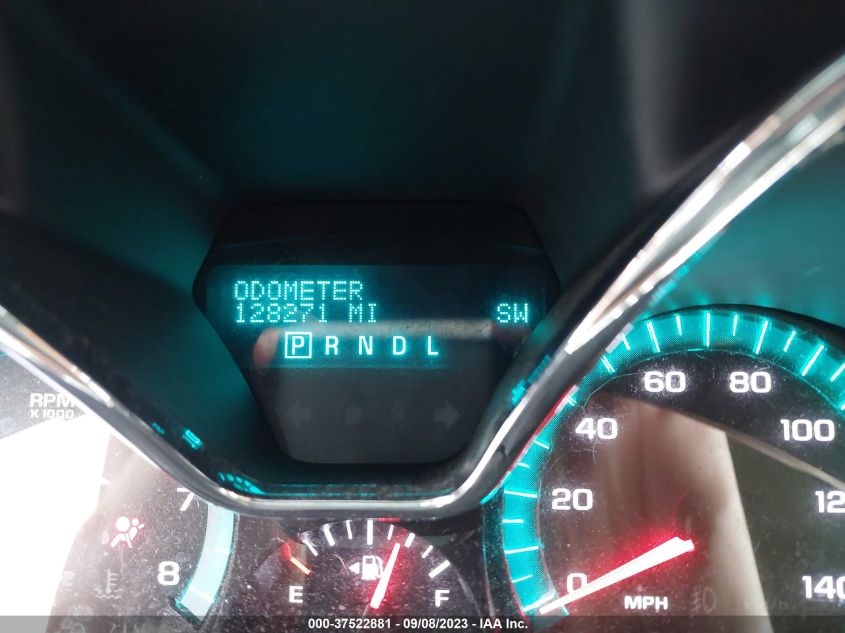 ODOMETER
128271 MI SW
P R N D L
RPM
X 1000
7
8
E F
0
20
40
60
80
100
12
140
MPH
000-37522881 - 09/08/2023 - IAA Inc.